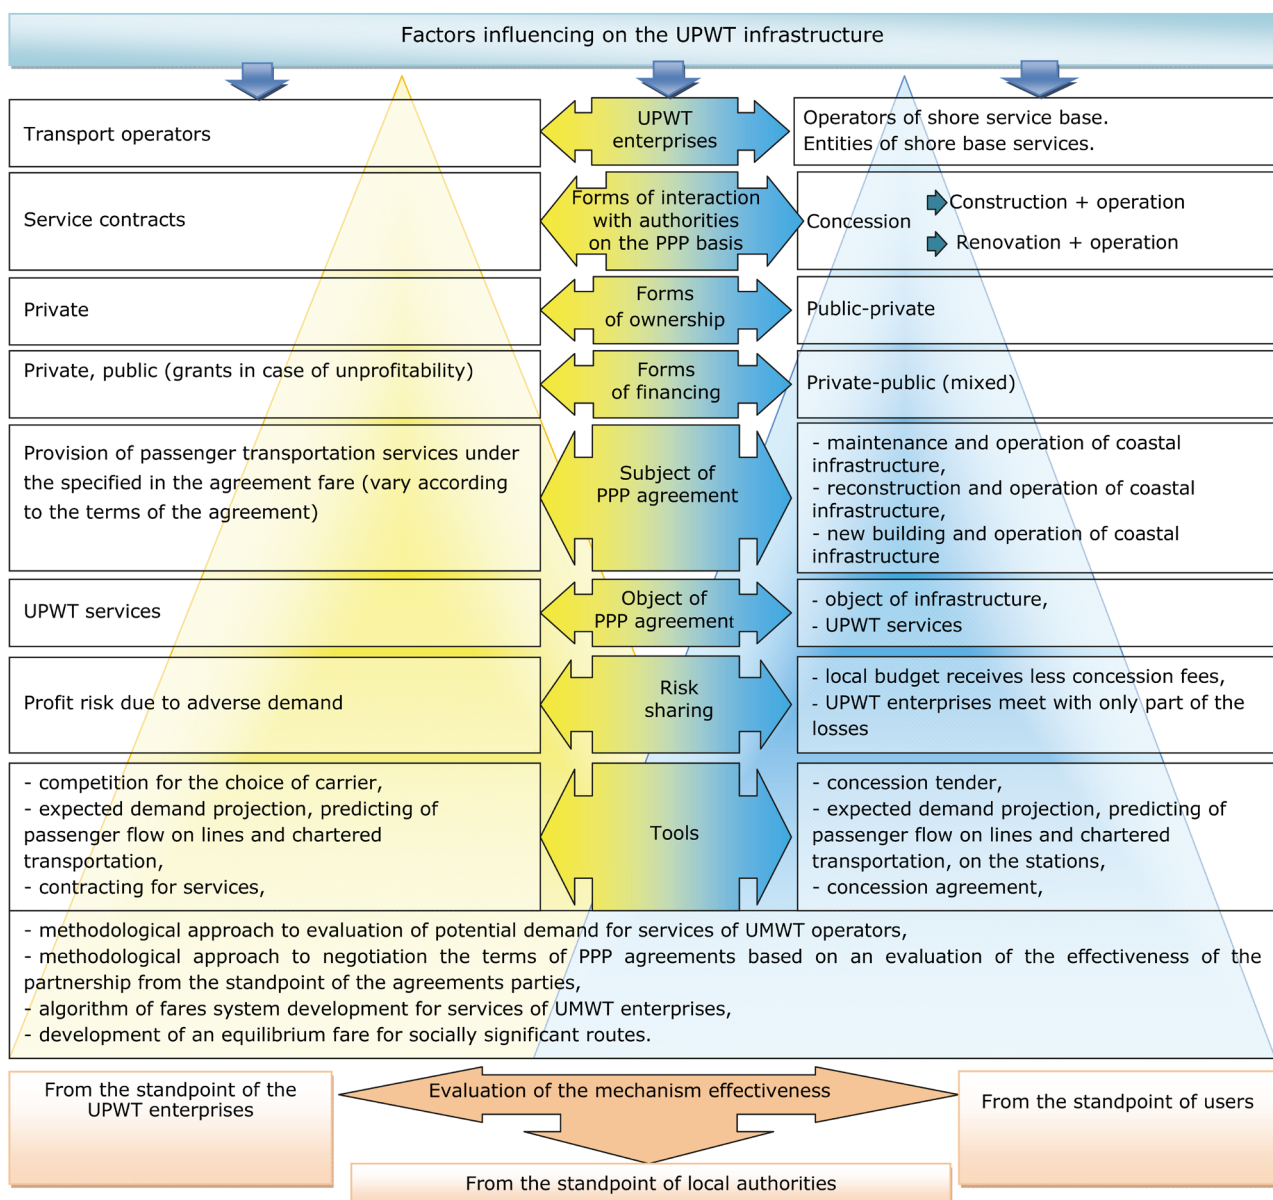 Factors influencing on the UPWT infrastructure
Transport operators
UPWT
enterprises
Operators of shore service base.
Entities of shore base services.
Service contracts
Forms of interaction
with authorities
on the PPP basis
Concession
Construction + operation
Renovation + operation
Private
Forms
of ownership
Public-private
Private, public (grants in case of unprofitability)
Forms
of financing
Private-public (mixed)
Provision of passenger transportation services under
the specified in the agreement fare (vary according
to the terms of the agreement)
Subject of
PPP agreement
- maintenance and operation of coastal
infrastructure,
- reconstruction and operation of coastal
infrastructure,
- new building and operation of coastal
infrastructure
UPWT services
Object of
PPP agreement
- object of infrastructure,
- UPWT services
Profit risk due to adverse demand
Risk
sharing
- local budget receives less concession fees,
- UPWT enterprises meet with only part of the
losses
- competition for the choice of carrier,
- expected demand projection, predicting of
passenger flow on lines and chartered
transportation,
- contracting for services,
Tools
- concession tender,
- expected demand projection, predicting of
passenger flow on lines and chartered
transportation, on the stations,
- concession agreement,
- methodological approach to evaluation of potential demand for services of UMWT operators,
- methodological approach to negotiation the terms of PPP agreements based on an evaluation of the effectiveness of the
partnership from the standpoint of the agreements parties,
- algorithm of fares system development for services of UMWT enterprises,
- development of an equilibrium fare for socially significant routes.
From the standpoint of the
UPWT enterprises
Evaluation of the mechanism effectiveness
From the standpoint of users
From the standpoint of local authorities